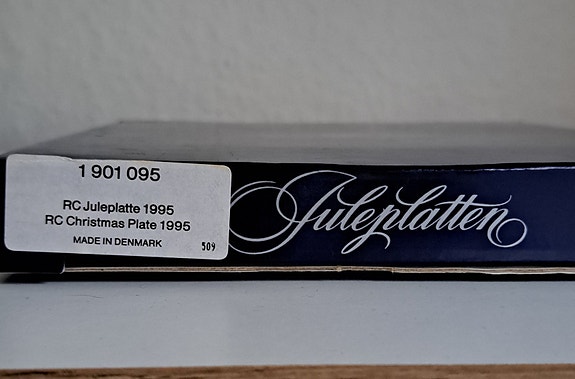 1 901 095
RC Juleplatte 1995
RC Christmas Plate 1995
MADE IN DENMARK 509
Juleplatten